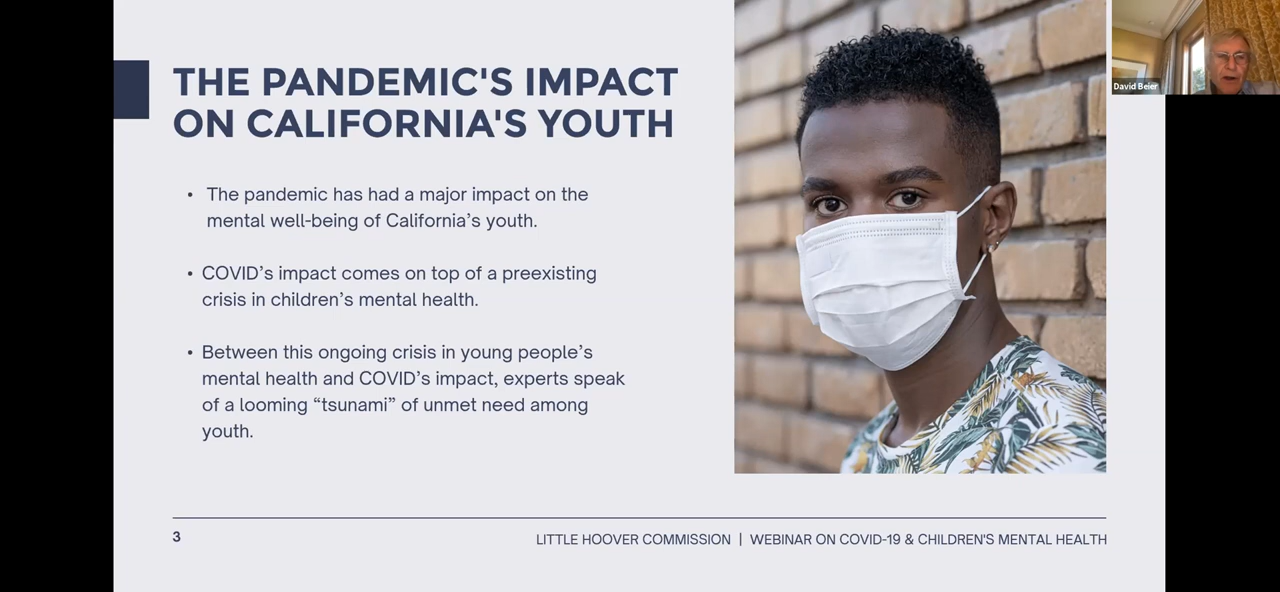 THE PANDEMIC'S IMPACT
ON CALIFORNIA'S YOUTH
• The pandemic has had a major impact on the
mental well-being of California’s youth.
• COVID’s impact comes on top of a preexisting
crisis in children’s mental health.
• Between this ongoing crisis in young people’s
mental health and COVID’s impact, experts speak
of a looming “tsunami” of unmet need among
youth.
3
LITTLE HOOVER COMMISSION | WEBINAR ON COVID-19 & CHILDREN'S MENTAL HEALTH
David Beier